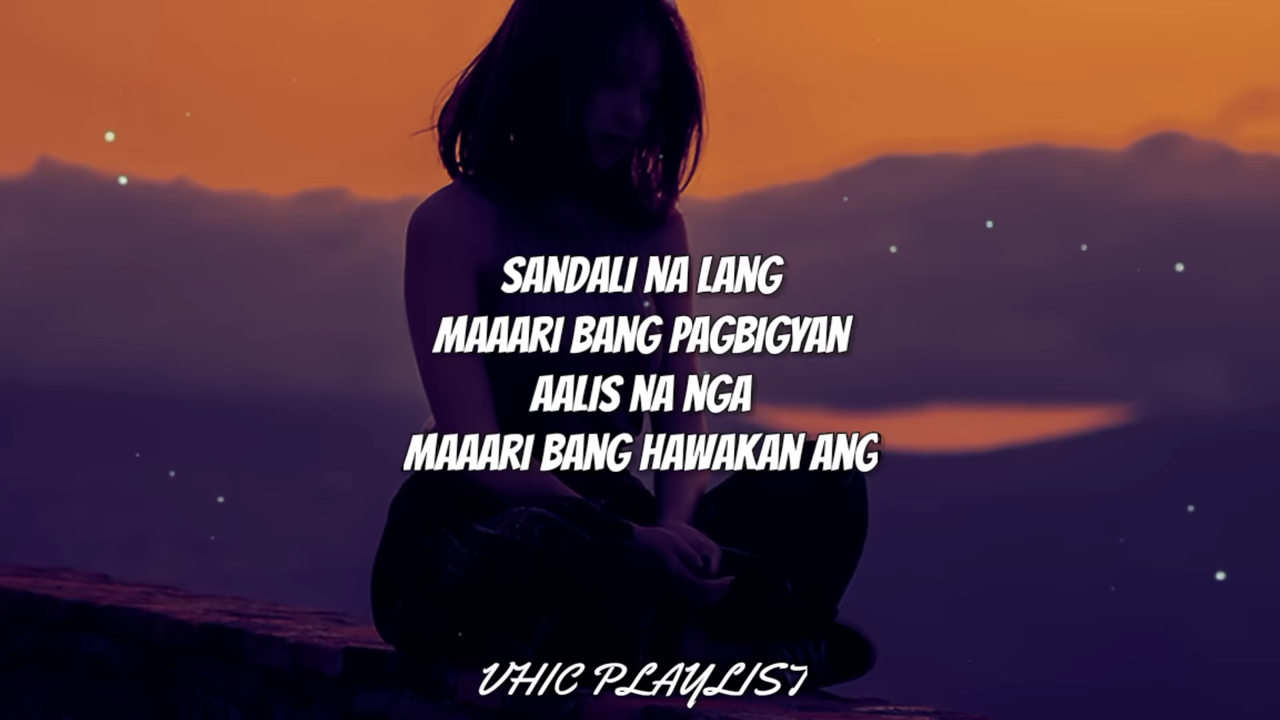 SANDALI NA LANG
MAAARI BANG PAGBIGYAN
AALIS NA NGA
MAAARI BANG HAWAKAN ANG
VHIC PLAYLIST